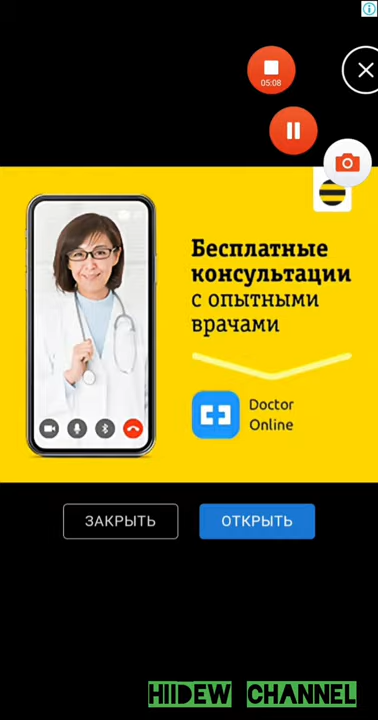 05:08
Бесплатные
консультации
с опытными
врачами
Doctor
Online
ЗАКРЫТЬ
ОТКРЫТЬ
HIIDEW CHANNEL